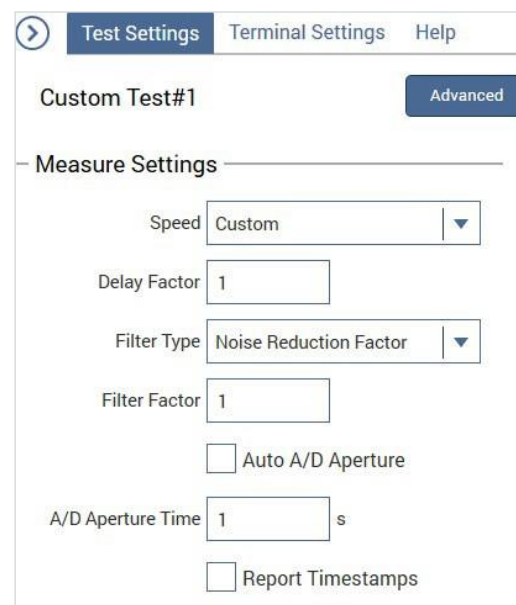 Test Settings Terminal Settings Help
Custom Test#1 Advanced
Measure Settings
Speed Custom
Delay Factor 1
Filter Type Noise Reduction Factor
Filter Factor 1
Auto A/D Aperture
A/D Aperture Time 1 s
Report Timestamps